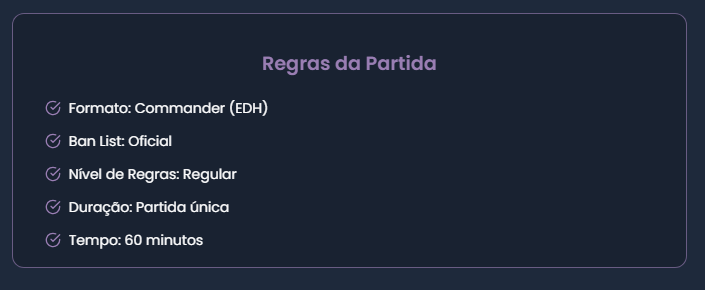 Regras da Partida
Formato: Commander (EDH)
Ban List: Oficial
Nível de Regras: Regular
Duração: Partida única
Tempo: 60 minutos